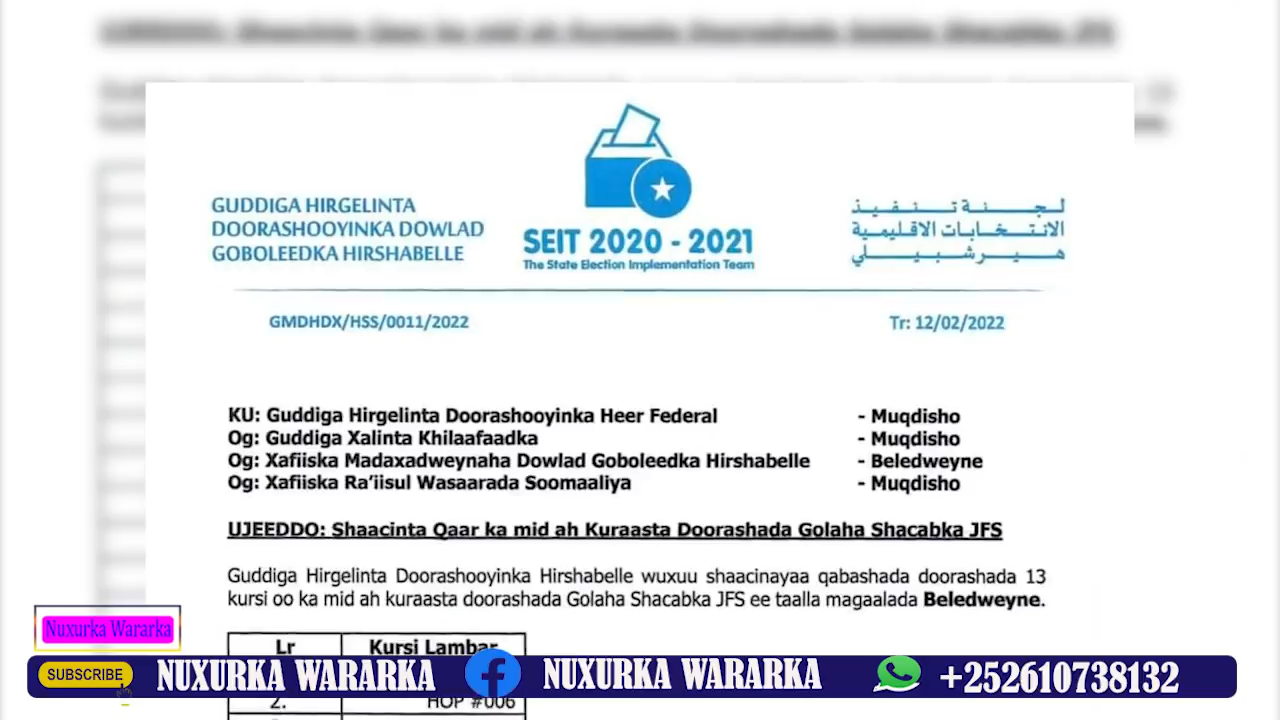 GUDDIGA HIRGELINTA
DOORASHOOYINKA DOWLAD
GOBOLEEDKA HIRSHABELLE
SEIT 2020 - 2021
The State Election Implementation Team
لجنة تنفيذ
الانتخابات الاقليمية
هيرشبيلي
GMDHDX/HSS/0011/2022
Tr: 12/02/2022
KU: Guddiga Hirgelinta Doorashooyinka Heer Federal - Muqdisho
Og: Guddiga Xalinta Khilaafaadka - Muqdisho
Og: Xafiiska Madaxadweynaha Dowlad Goboleedka Hirshabelle - Beledweyne
Og: Xafiiska Ra'iisul Wasaarada Soomaaliya - Muqdisho
UJEEDDO: Shaacinta Qaar ka mid ah Kuraasta Doorashada Golaha Shacabka JFS
Guddiga Hirgelinta Doorashooyinka Hirshabelle wuxuu shaacinayaa qabashada doorashada 13
kursi oo ka mid ah kuraasta doorashada Golaha Shacabka JFS ee taalla magaalada Beledweyne.
Lr Kursi Lambar
2. HOP #006
Nuxurka Wararka
SUBSCRIBE NUXURKA WARARKA NUXURKA WARARKA +252610738132